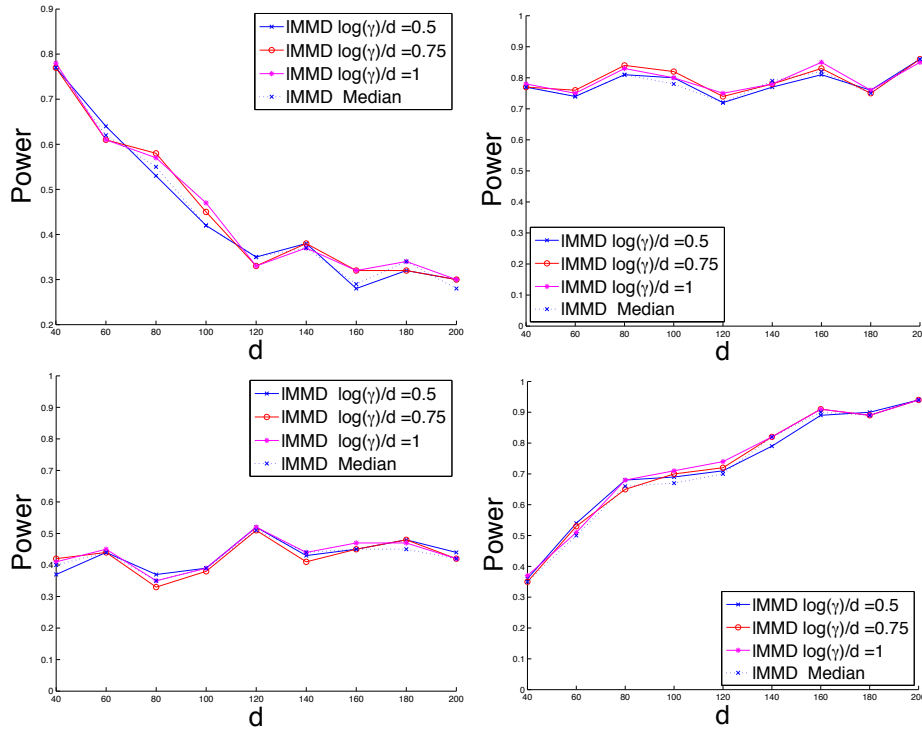 0.9
0.8
0.7
0.6
0.5
0.4
0.3
0.2
Power
lMMD log(γ)/d =0.5
lMMD log(γ)/d =0.75
lMMD log(γ)/d =1
lMMD Median
40 60 80 100 120 140 160 180 200
d
1
0.9
0.8
0.7
0.6
0.5
0.4
0.3
0.2
0.1
0
Power
lMMD log(γ)/d =0.5
lMMD log(γ)/d =0.75
lMMD log(γ)/d =1
lMMD Median
40 60 80 100 120 140 160 180 200
d
1
0.9
0.8
0.7
0.6
0.5
0.4
0.3
0.2
0.1
0
Power
lMMD log(γ)/d =0.5
lMMD log(γ)/d =0.75
lMMD log(γ)/d =1
lMMD Median
40 60 80 100 120 140 160 180 200
d
1
0.9
0.8
0.7
0.6
0.5
0.4
0.3
0.2
0.1
0
Power
lMMD log(γ)/d =0.5
lMMD log(γ)/d =0.75
lMMD log(γ)/d =1
lMMD Median
40 60 80 100 120 140 160 180 200
d